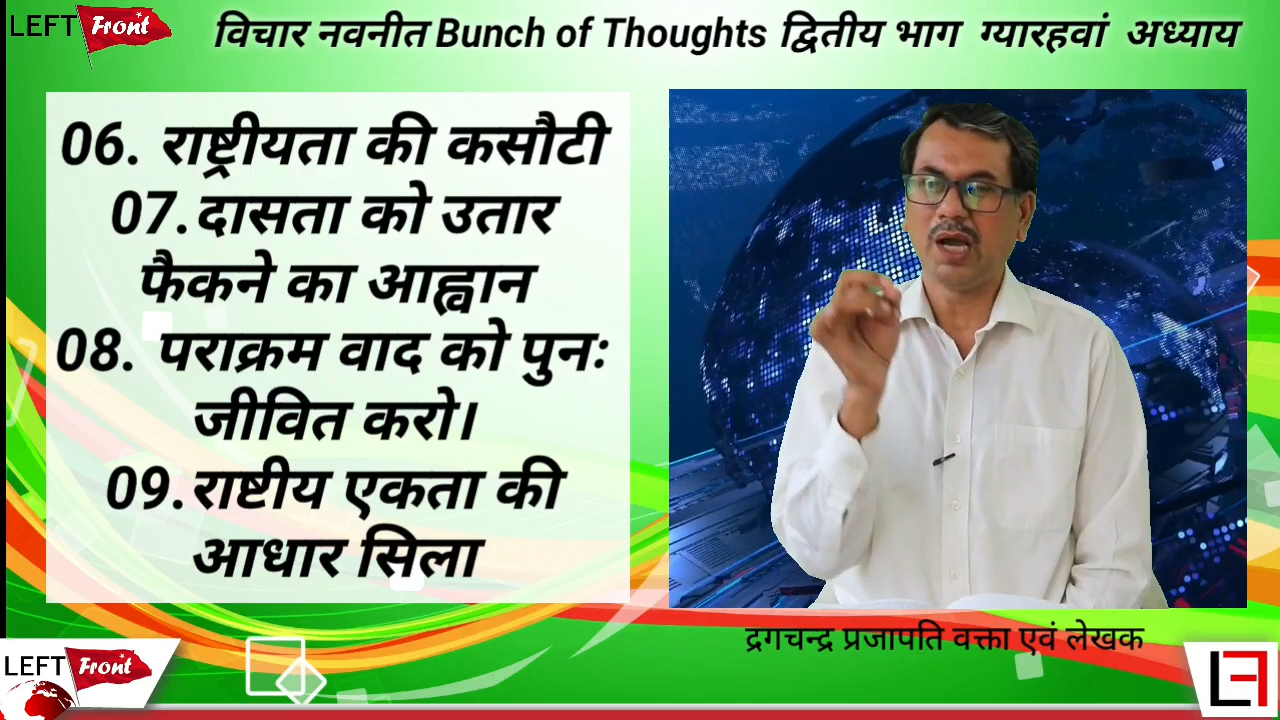 LEFT Front
विचार नवनीत Bunch of Thoughts द्वितीय भाग ग्यारहवां अध्याय
06. राष्ट्रीयता की कसौटी
07.दासता को उतार
फैकने का आह्वान
08. पराक्रम वाद को पुनः
जीवित करो।
09.राष्टीय एकता की
आधार सिला
द्रगचन्द्र प्रजापति वक्ता एवं लेखक
LEFT Front
LF